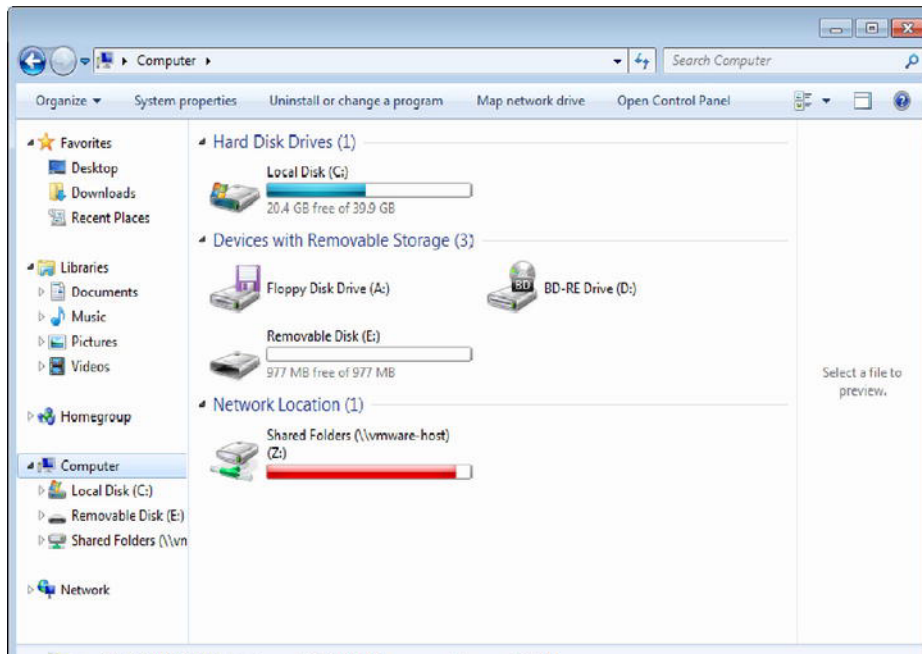 Computer
Search Computer
Organize System properties Uninstall or change a program Map network drive Open Control Panel
Favorites
Desktop
Downloads
Recent Places
Libraries
Documents
Music
Pictures
Videos
Homegroup
Computer
Local Disk (C:)
Removable Disk (E:)
Shared Folders (\\vm
Network
Hard Disk Drives (1)
Local Disk (C:)
20.4 GB free of 39.9 GB
Devices with Removable Storage (3)
Floppy Disk Drive (A:)
BD
BD-RE Drive (D:)
Removable Disk (E:)
977 MB free of 977 MB
Network Location (1)
Shared Folders (\\vmware-host)
(Z:)
Select a file to
preview.